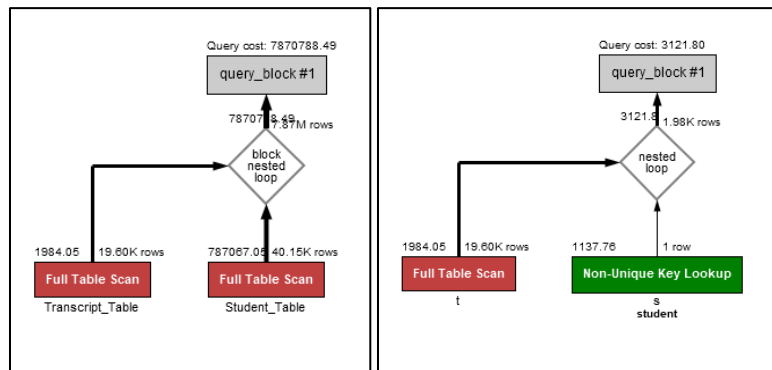 Query cost: 7870788.49
query_block #1
7870788.49
7.87M rows
block
nested
loop
1984.05
19.60K rows
787067.05
40.15K rows
Full Table Scan
Full Table Scan
Transcript_Table
Student_Table
Query cost: 3121.80
query_block #1
3121.8
1.98K rows
nested
loop
1984.05
19.60K rows
1137.76
1 row
Full Table Scan
Non-Unique Key Lookup
t
s
student